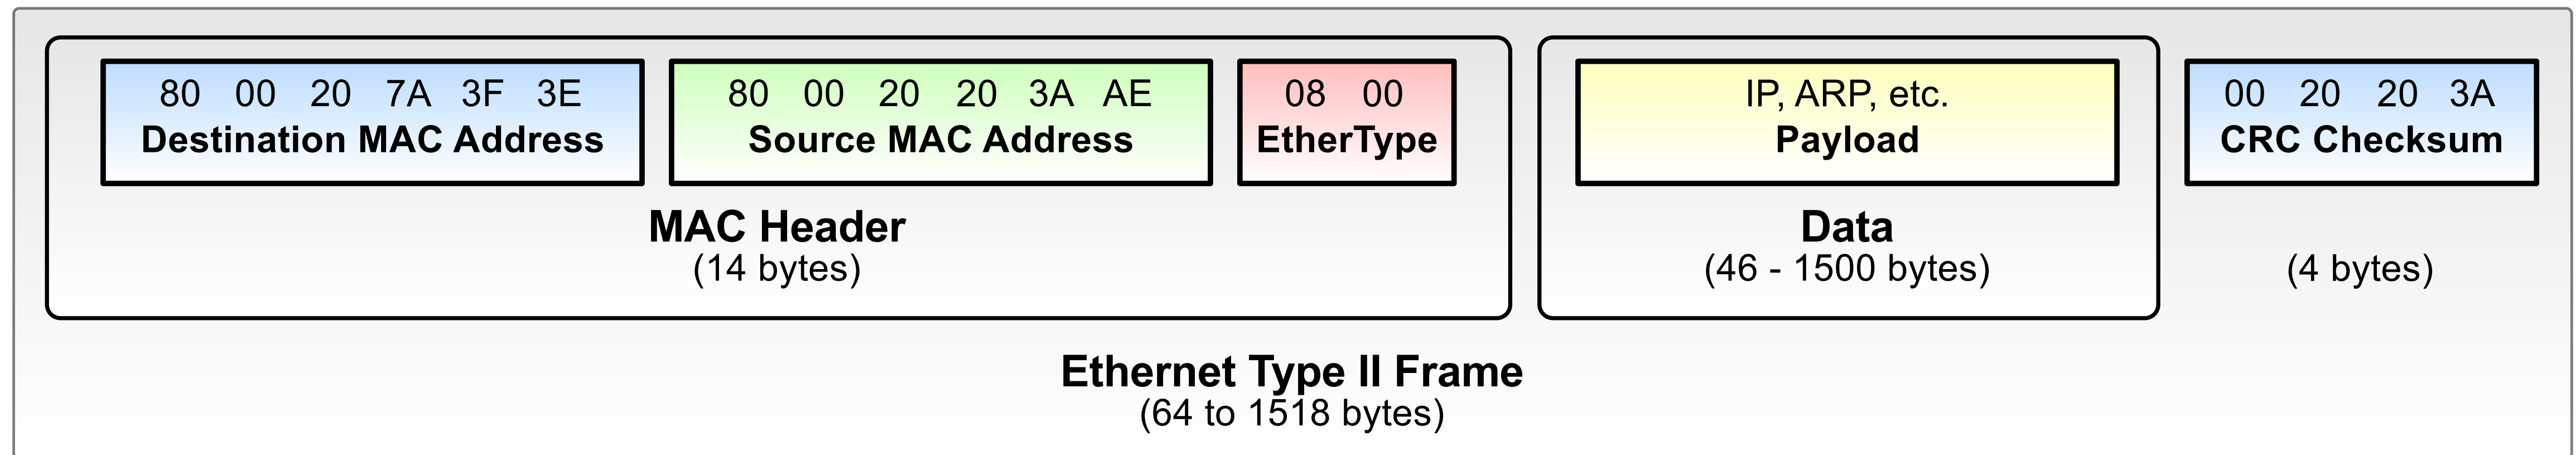 80 00 20 7A 3F 3E
Destination MAC Address
80 00 20 20 3A AE
Source MAC Address
08 00
EtherType
MAC Header
(14 bytes)
IP, ARP, etc.
Payload
Data
(46 - 1500 bytes)
00 20 20 3A
CRC Checksum
(4 bytes)
Ethernet Type II Frame
(64 to 1518 bytes)